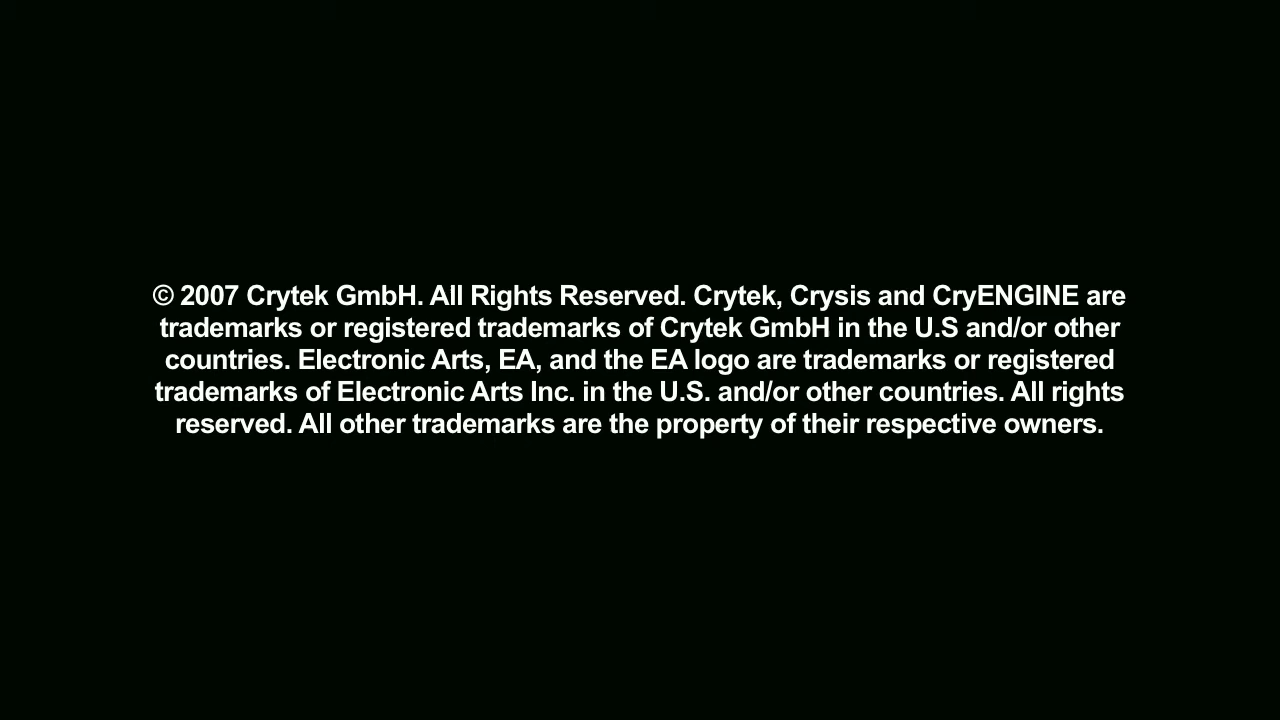 © 2007 Crytek GmbH. All Rights Reserved. Crytek, Crysis and CryENGINE are
trademarks or registered trademarks of Crytek GmbH in the U.S and/or other
countries. Electronic Arts, EA, and the EA logo are trademarks or registered
trademarks of Electronic Arts Inc. in the U.S. and/or other countries. All rights
reserved. All other trademarks are the property of their respective owners.